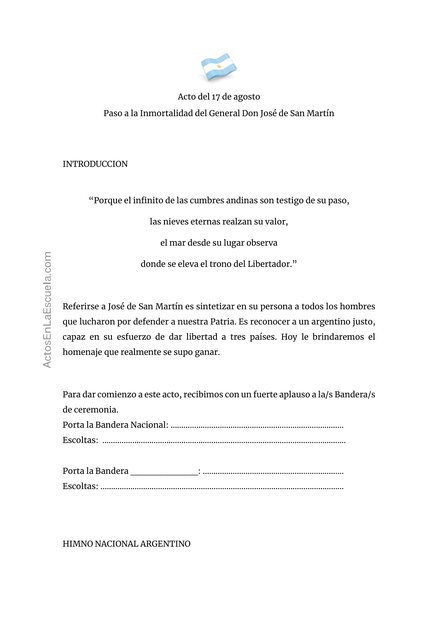 Acto del 17 de agosto
Paso a la Inmortalidad del General Don José de San Martín
INTRODUCCION
“Porque el infinito de las cumbres andinas son testigo de su paso,
las nieves eternas realzan su valor,
el mar desde su lugar observa
donde se eleva el trono del Libertador.”
ActosEnLaEscuela.com
Referirse a José de San Martín es sintetizar en su persona a todos los hombres
que lucharon por defender a nuestra Patria. Es reconocer a un argentino justo,
capaz en su esfuerzo de dar libertad a tres países. Hoy le brindaremos el
homenaje que realmente se supo ganar.
Para dar comienzo a este acto, recibimos con un fuerte aplauso a la/s Bandera/s
de ceremonia.
Porta la Bandera Nacional: ................................................................................
Escoltas: ................................................................................................................
Porta la Bandera _____________: .................................................................
Escoltas: ................................................................................................................
HIMNO NACIONAL ARGENTINO